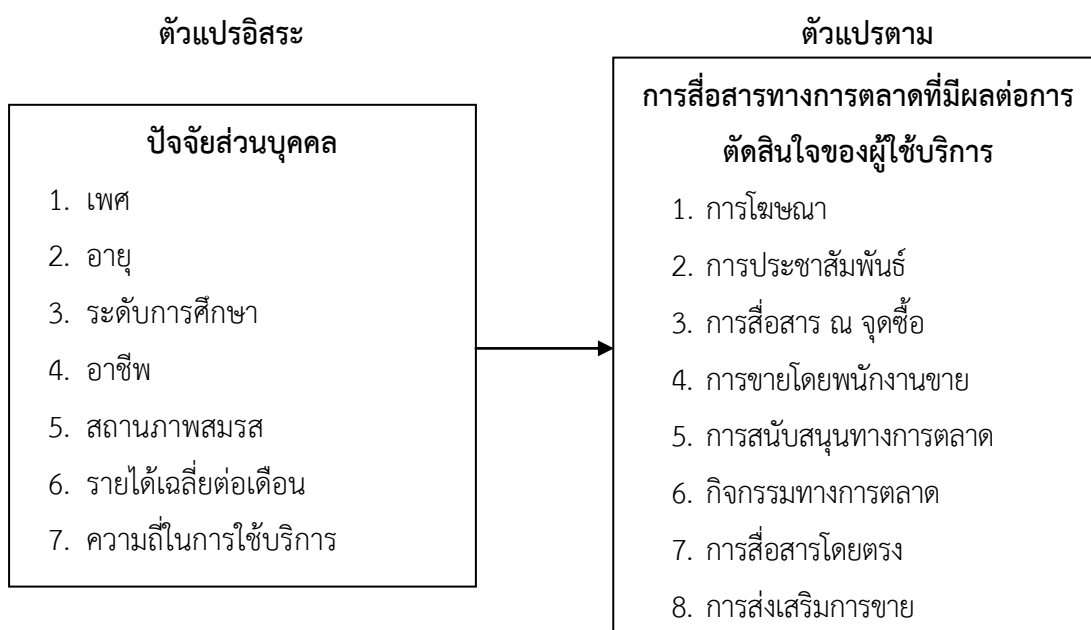 ตัวแปรอิสระ
ปัจจัยส่วนบุคคล
1. เพศ
2. อายุ
3. ระดับการศึกษา
4. อาชีพ
5. สถานภาพสมรส
6. รายได้เฉลี่ยต่อเดือน
7. ความถี่ในการใช้บริการ
ตัวแปรตาม
การสื่อสารทางการตลาดที่มีผลต่อการ
ตัดสินใจของผู้ใช้บริการ
1. การโฆษณา
2. การประชาสัมพันธ์
3. การสื่อสาร ณ จุดซื้อ
4. การขายโดยพนักงานขาย
5. การสนับสนุนทางการตลาด
6. กิจกรรมทางการตลาด
7. การสื่อสารโดยตรง
8. การส่งเสริมการขาย